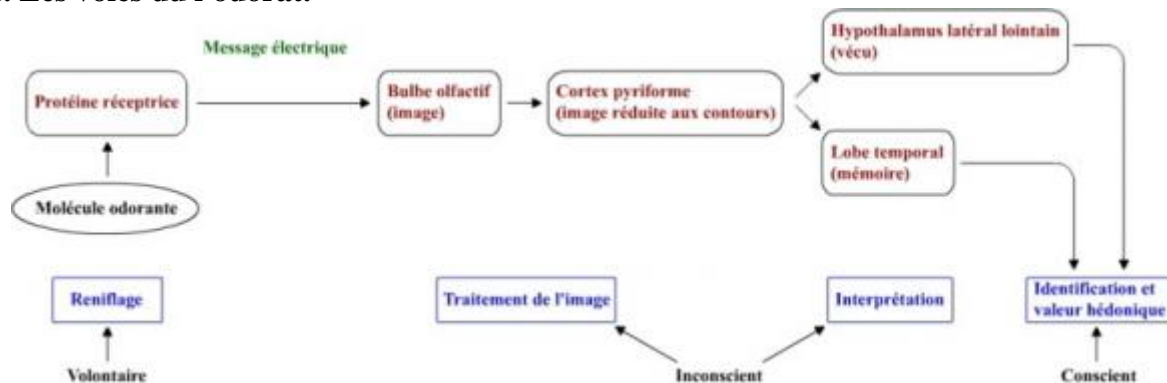 Les voies de l'odorat
Message électrique
Hypothalamus latéral lointain
(vécu)
Protéine réceptrice
Bulbe olfactif
(image)
Cortex pyriforme
(image réduite aux contours)
Lobe temporal
(mémoire)
Molécule odorante
Reniflage
Traitement de l'image
Interprétation
Identification et
valeur hédonique
Volontaire
Inconscient
Conscient